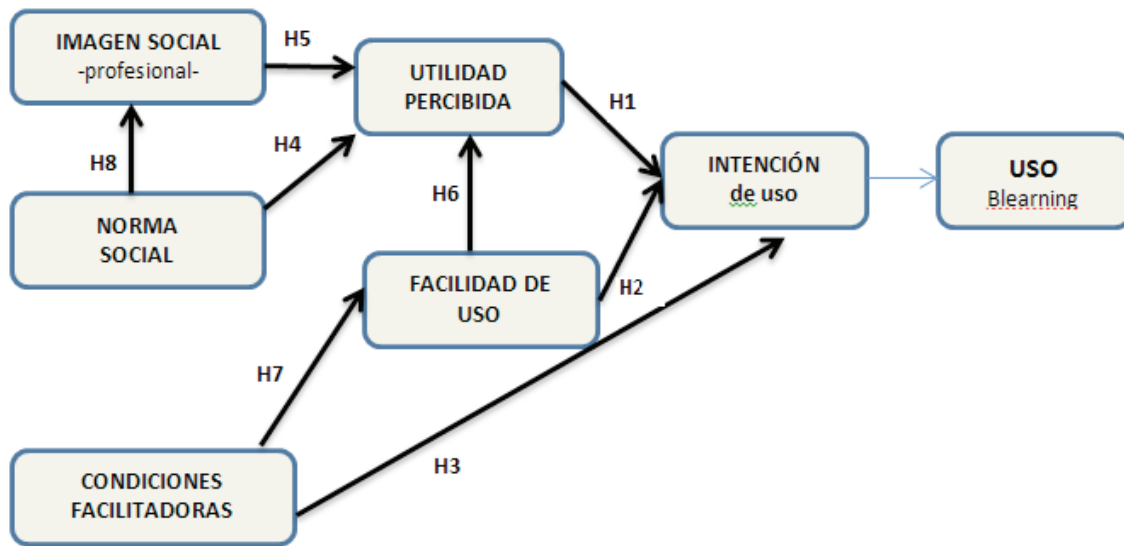 IMAGEN SOCIAL
-profesional-
H5
UTILIDAD
PERCIBIDA
H1
H4
H8
NORMA
SOCIAL
H6
INTENCIÓN
de uso
USO
Blearning
FACILIDAD DE
USO
H2
H7
H3
CONDICIONES
FACILITADORAS